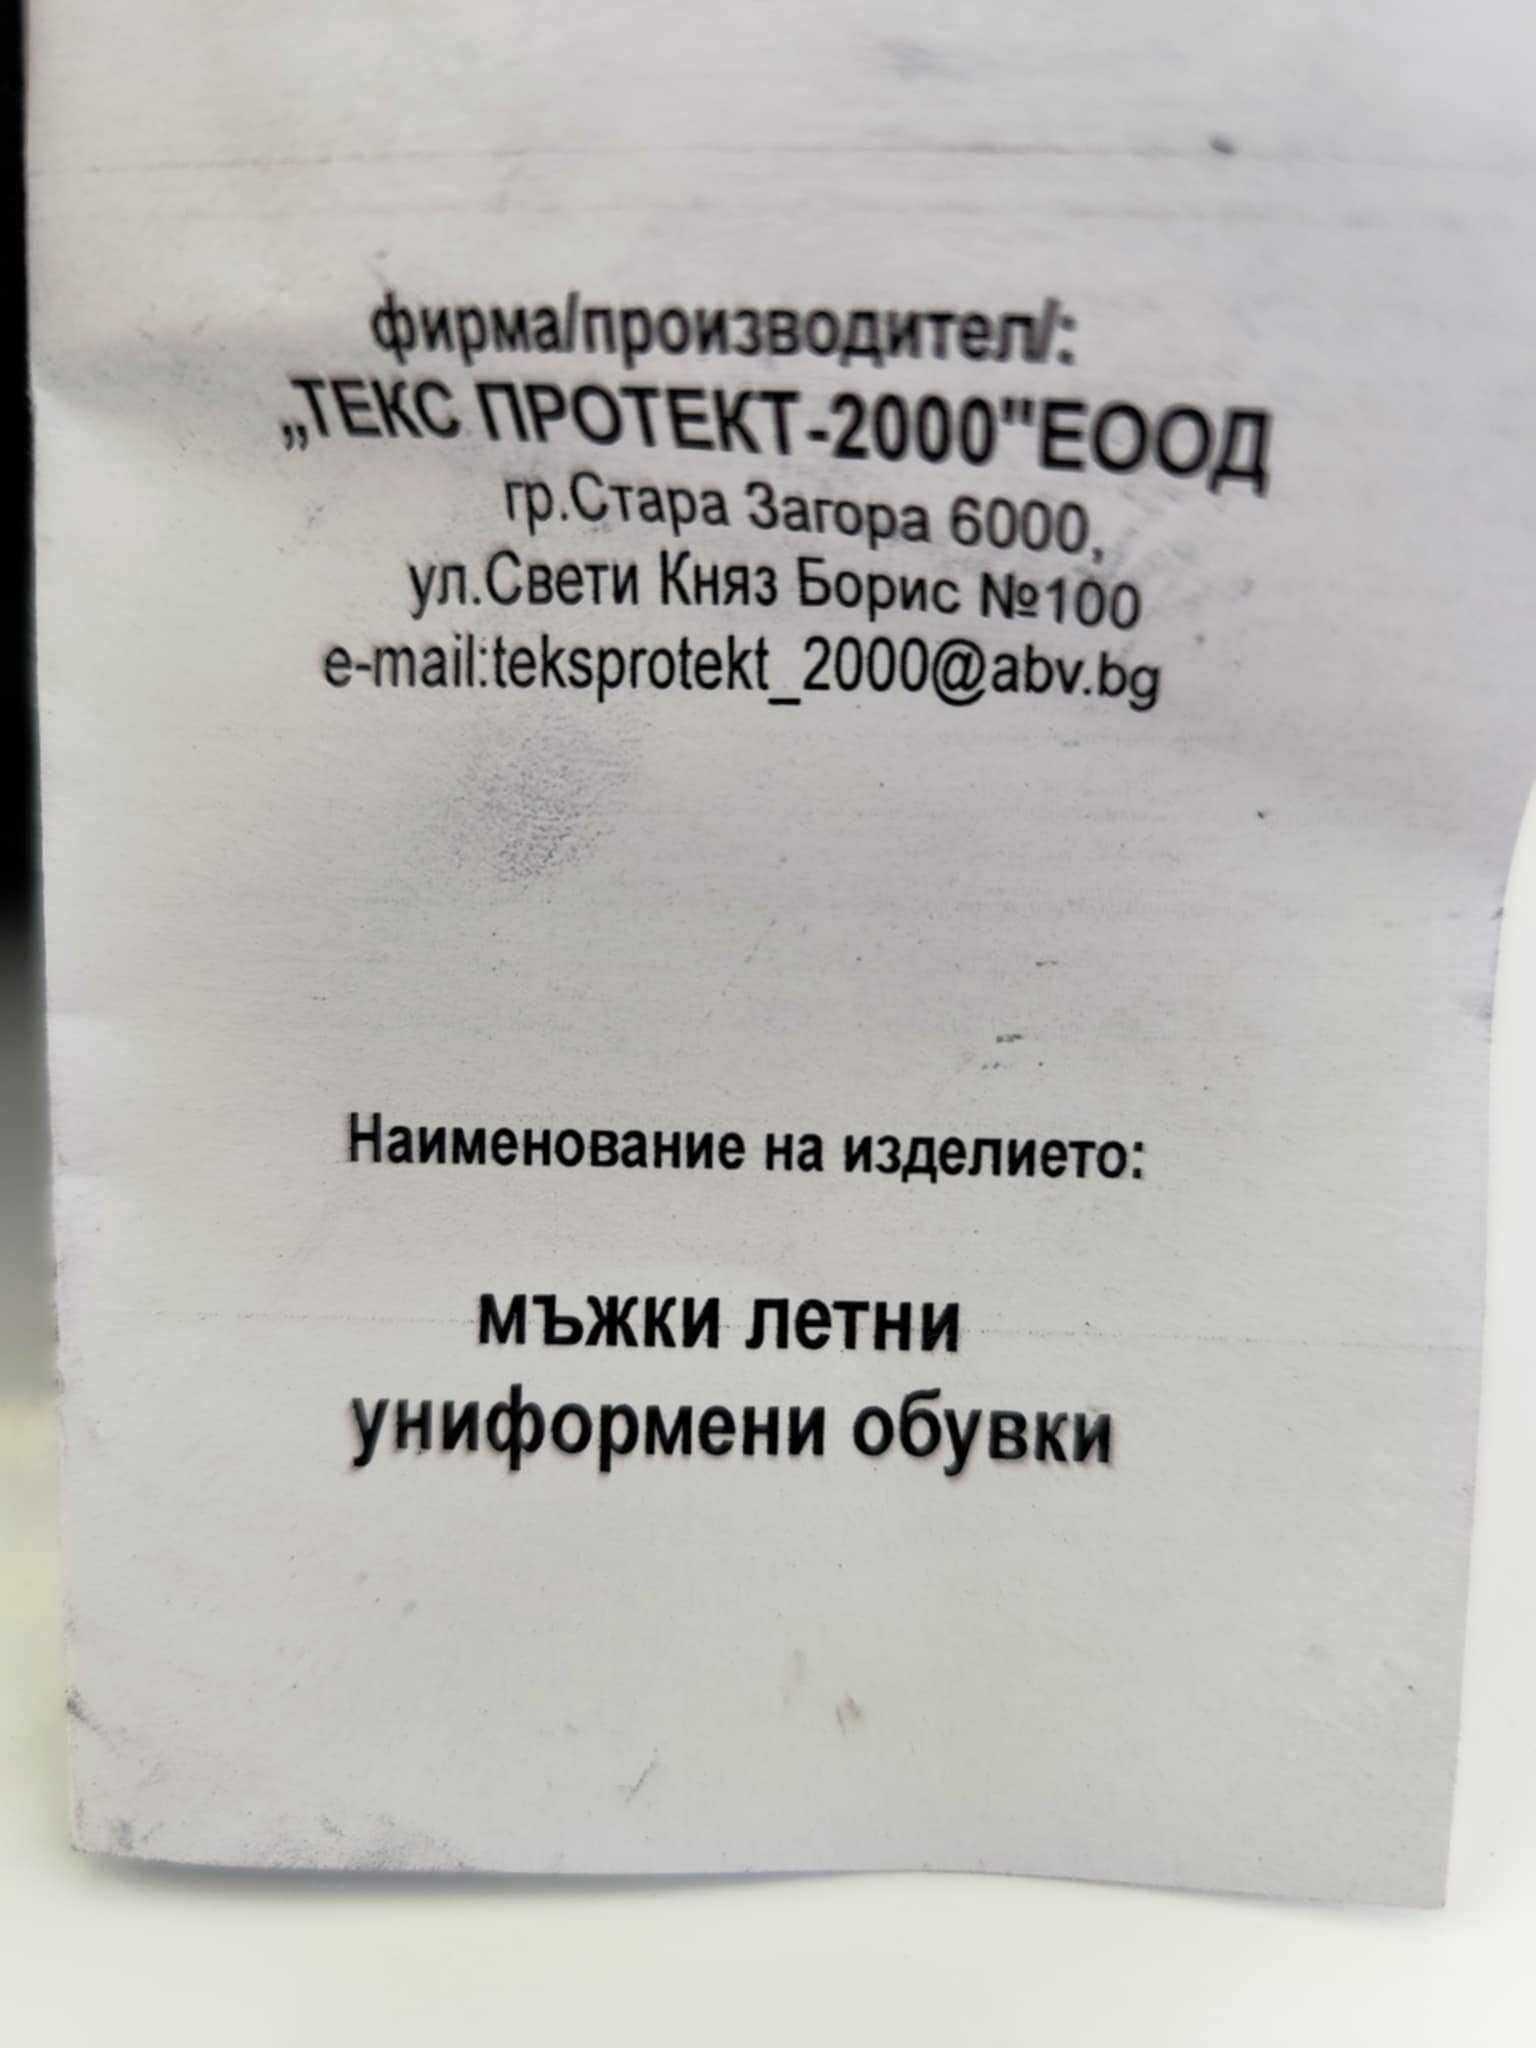 фирма/производител/:
„ТЕКС ПРОТЕКТ-2000"ЕООД
гр.Стара Загора 6000,
ул.Свети Княз Борис №100
e-mail:teksprotekt_2000@abv.bg
Наименование на изделието:
мъжки летни
униформени обувки